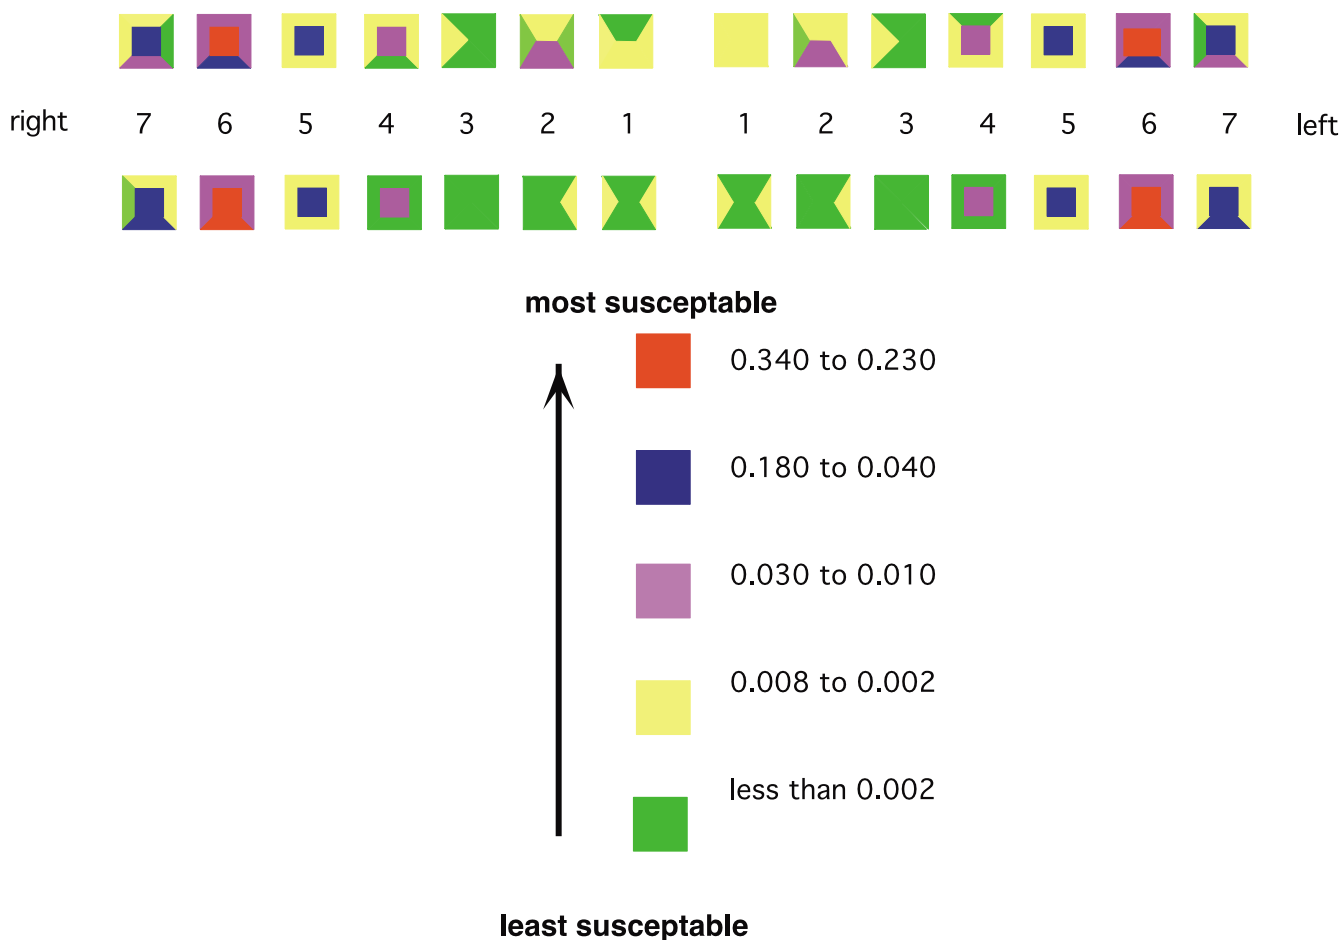 right 7 6 5 4 3 2 1 1 2 3 4 5 6 7 left
most susceptable
0.340 to 0.230
0.180 to 0.040
0.030 to 0.010
0.008 to 0.002
less than 0.002
least susceptable